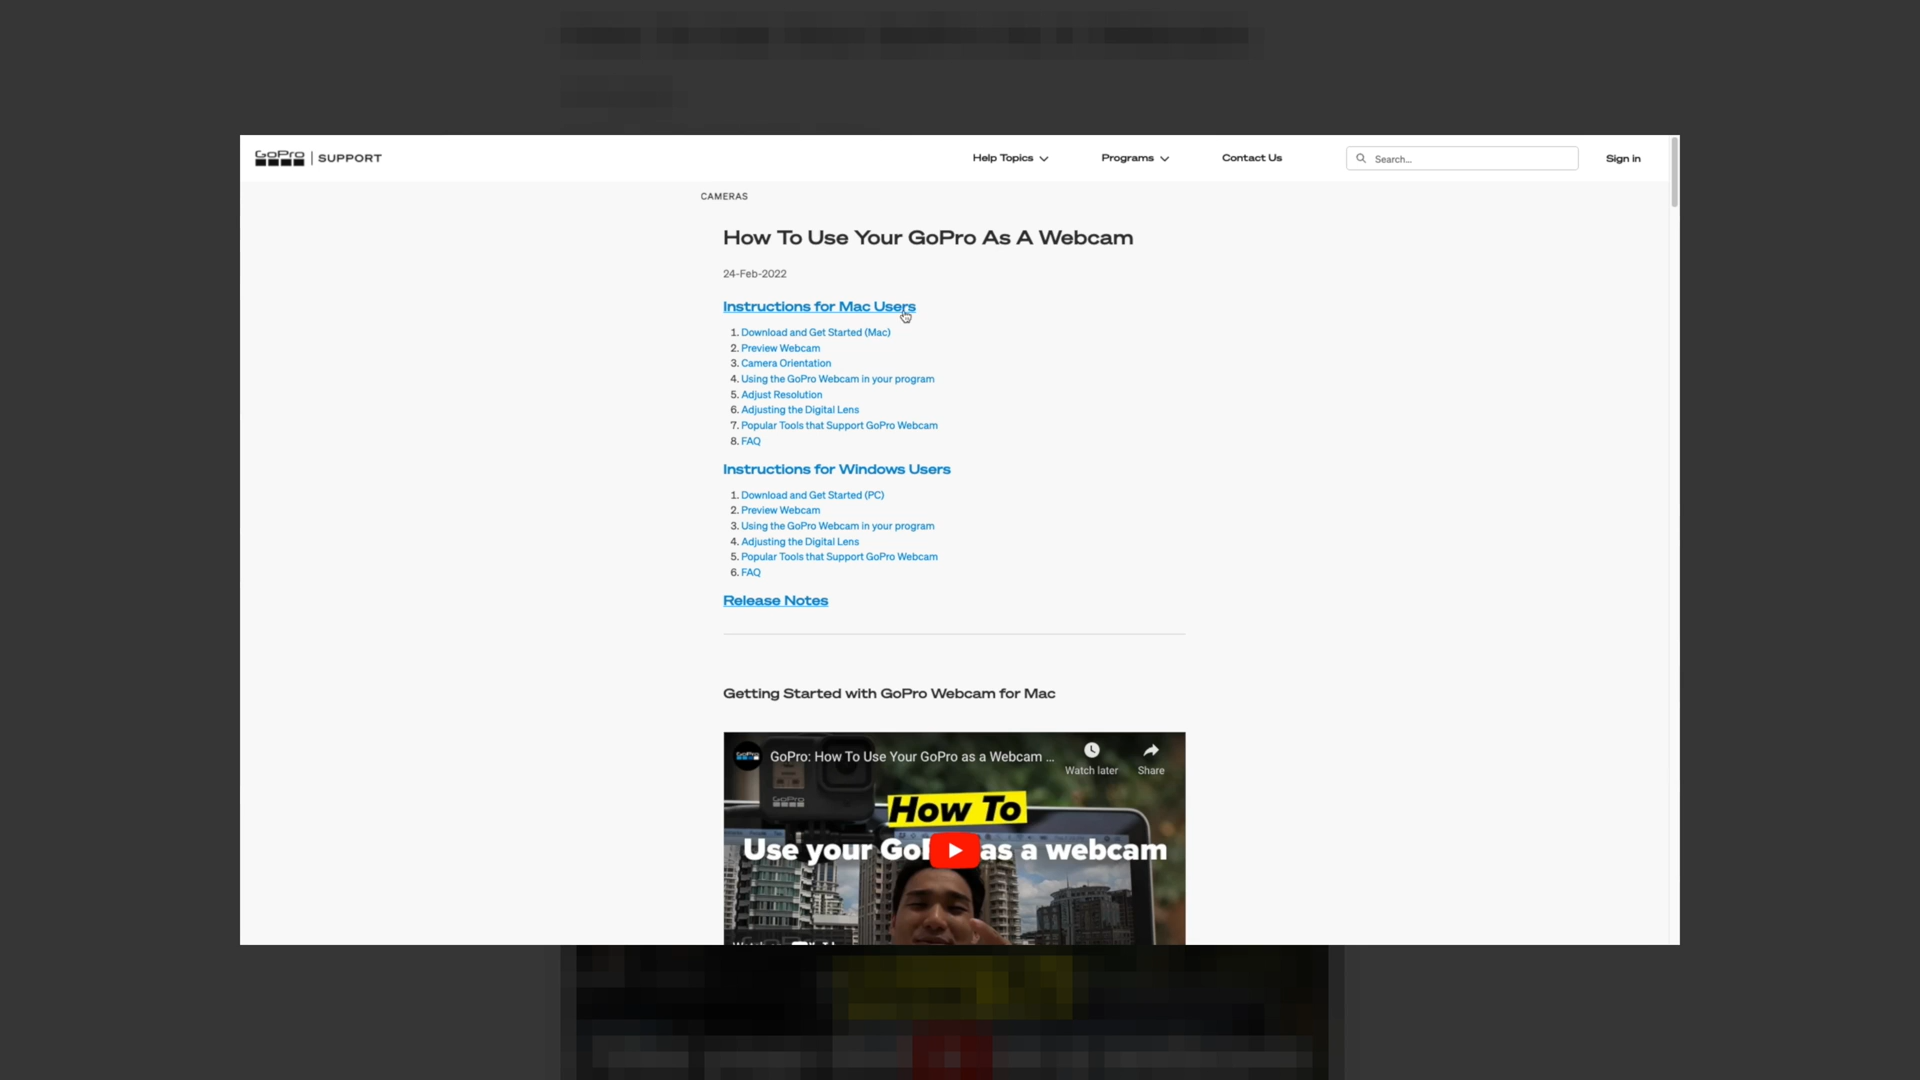 GoPro | SUPPORT
Help Topics
Programs
Contact Us
Search...
Sign in
CAMERAS
How To Use Your GoPro As A Webcam
24-Feb-2022
Instructions for Mac Users
1. Download and Get Started (Mac)
2. Preview Webcam
3. Camera Orientation
4. Using the GoPro Webcam in your program
5. Adjust Resolution
6. Adjusting the Digital Lens
7. Popular Tools that Support GoPro Webcam
8. FAQ
Instructions for Windows Users
1. Download and Get Started (PC)
2. Preview Webcam
3. Using the GoPro Webcam in your program
4. Adjusting the Digital Lens
5. Popular Tools that Support GoPro Webcam
6. FAQ
Release Notes
Getting Started with GoPro Webcam for Mac
GoPro: How To Use Your GoPro as a Webcam ...
Watch later
Share
GoPro
How To
Use your GoP as a webcam